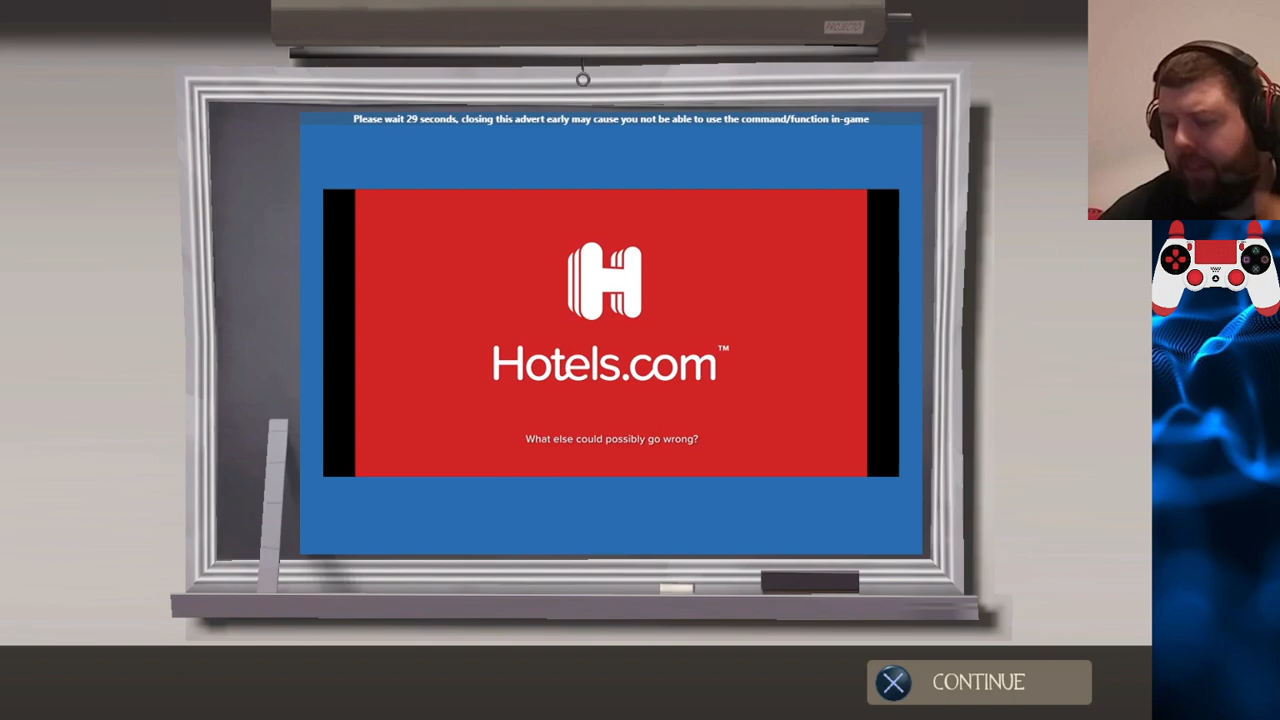 PROJECTO
Please wait 29 seconds, closing this advert early may cause you not be able to use the command/function in-game
H
Hotels.com™
What else could possibly go wrong?
CONTINUE